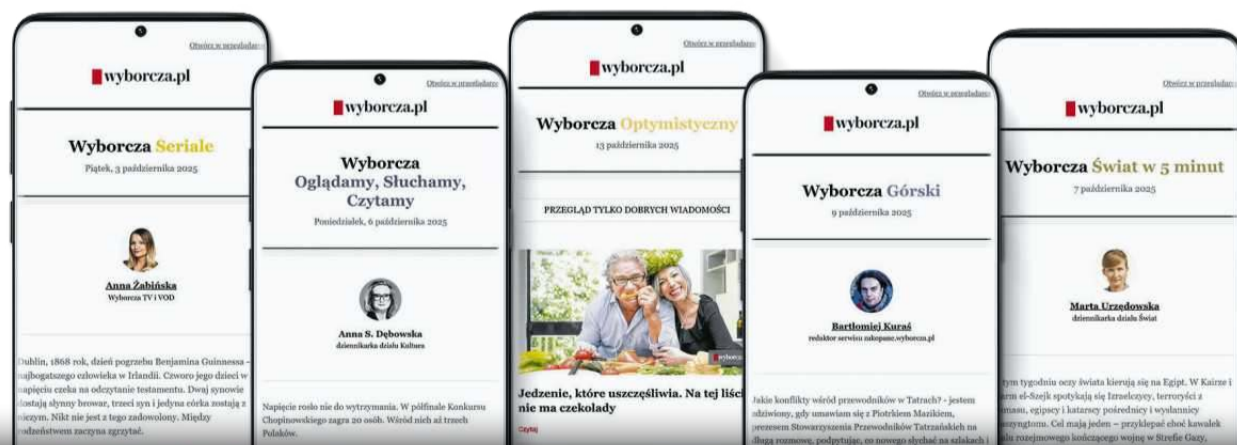 Otwórz w przeglądarce
wyborcza.pl
Wyborcza Seriale
Piątek, 3 października 2025
Anna Żabińska
Wyborcza TV i VOD
Dublin, 1868 rok, dzień pogrzebu Benjamina Guinnessa –
najbogatszego człowieka w Irlandii. Czworo jego dzieci w
napięciu czeka na odczytanie testamentu. Dwaj synowie
dostają słynny browar, trzeci syn i jedyna córka zostają z
niczym. Nikt nie jest z tego zadowolony. Między
rodzeństwem zaczyna zgrzytać.
Otwórz w przeglądarce
wyborcza.pl
Wyborcza
Oglądamy, Słuchamy,
Czytamy
Poniedziałek, 6 października 2025
Anna S. Dębowska
dziennikarka działu Kultura
Napięcie rosło nie do wytrzymania. W półfinale Konkursu
Chopinowskiego zagra 20 osób. Wśród nich aż trzech
Polaków.
Otwórz w przeglądarce
wyborcza.pl
Wyborcza Optymistyczny
13 października 2025
PRZEGLĄD TYLKO DOBRYCH WIADOMOŚCI
wyborcza
Jedzenie, które uszczęśliwia. Na tej liści
nie ma czekolady
Czytaj
Otwórz w przeglądarce
wyborcza.pl
Wyborcza Górski
9 października 2025
Bartłomiej Kuraś
redaktor serwisu zakopane.wyborcza.pl
Jakie konflikty wśród przewodników w Tatrach? - jestem
zdziwiony, gdy umawiam się z Piotrkiem Mazikiem,
prezesem Stowarzyszenia Przewodników Tatrzańskich na
długą rozmowę, podpytując, co nowego słychać na szlakach i
Otwórz w przeglądarce
wyborcza.pl
Wyborcza Świat w 5 minut
7 października 2025
Marta Urzędowska
dziennikarka działu Świat
tym tygodniu oczy świata kierują się na Egipt. W Kairze i
arm el-Szejk spotykają się Izraelczycy, terroryści z
amasu, egipscy i katarscy pośrednicy i wysłannicy
aszyngtonu. Cel mają jeden – przyklepać choć kawałek
rozejmowego kończącego wojnę w Strefie Gazy.